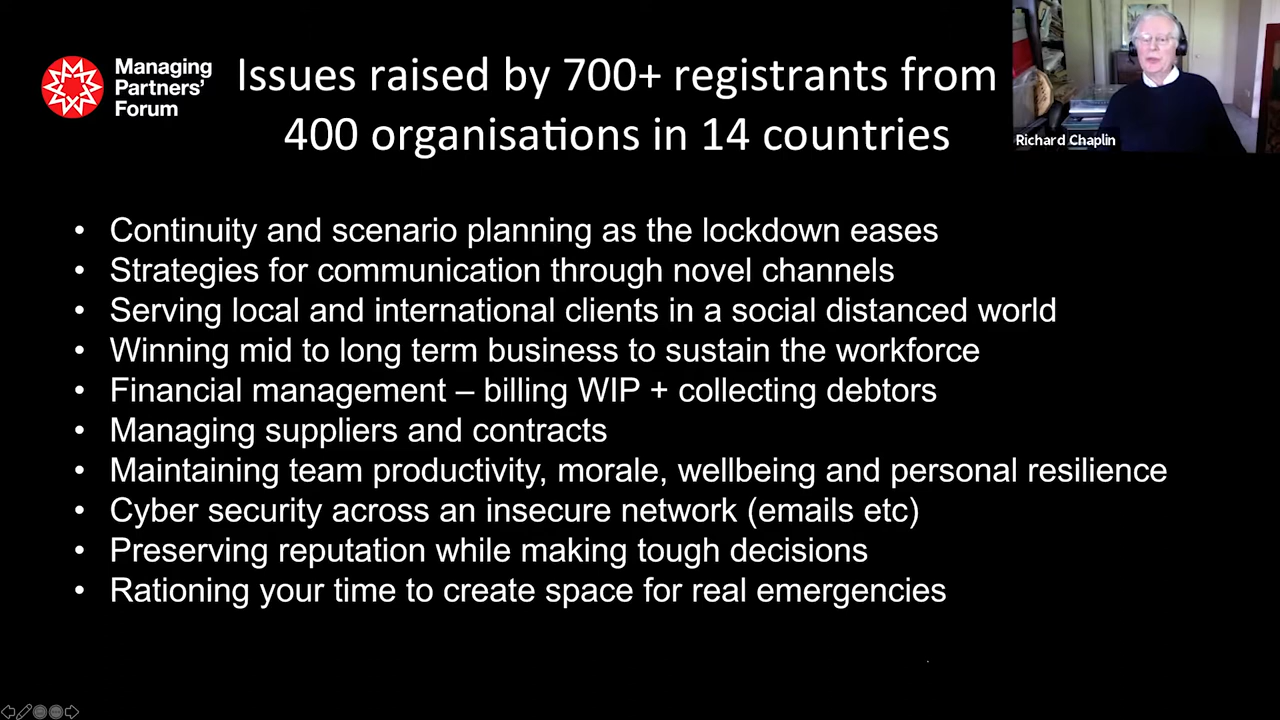 Managing
Partners'
Forum
Issues raised by 700+ registrants from
400 organisations in 14 countries
Richard Chaplin
• Continuity and scenario planning as the lockdown eases
• Strategies for communication through novel channels
• Serving local and international clients in a social distanced world
• Winning mid to long term business to sustain the workforce
• Financial management – billing WIP + collecting debtors
• Managing suppliers and contracts
• Maintaining team productivity, morale, wellbeing and personal resilience
• Cyber security across an insecure network (emails etc)
• Preserving reputation while making tough decisions
• Rationing your time to create space for real emergencies